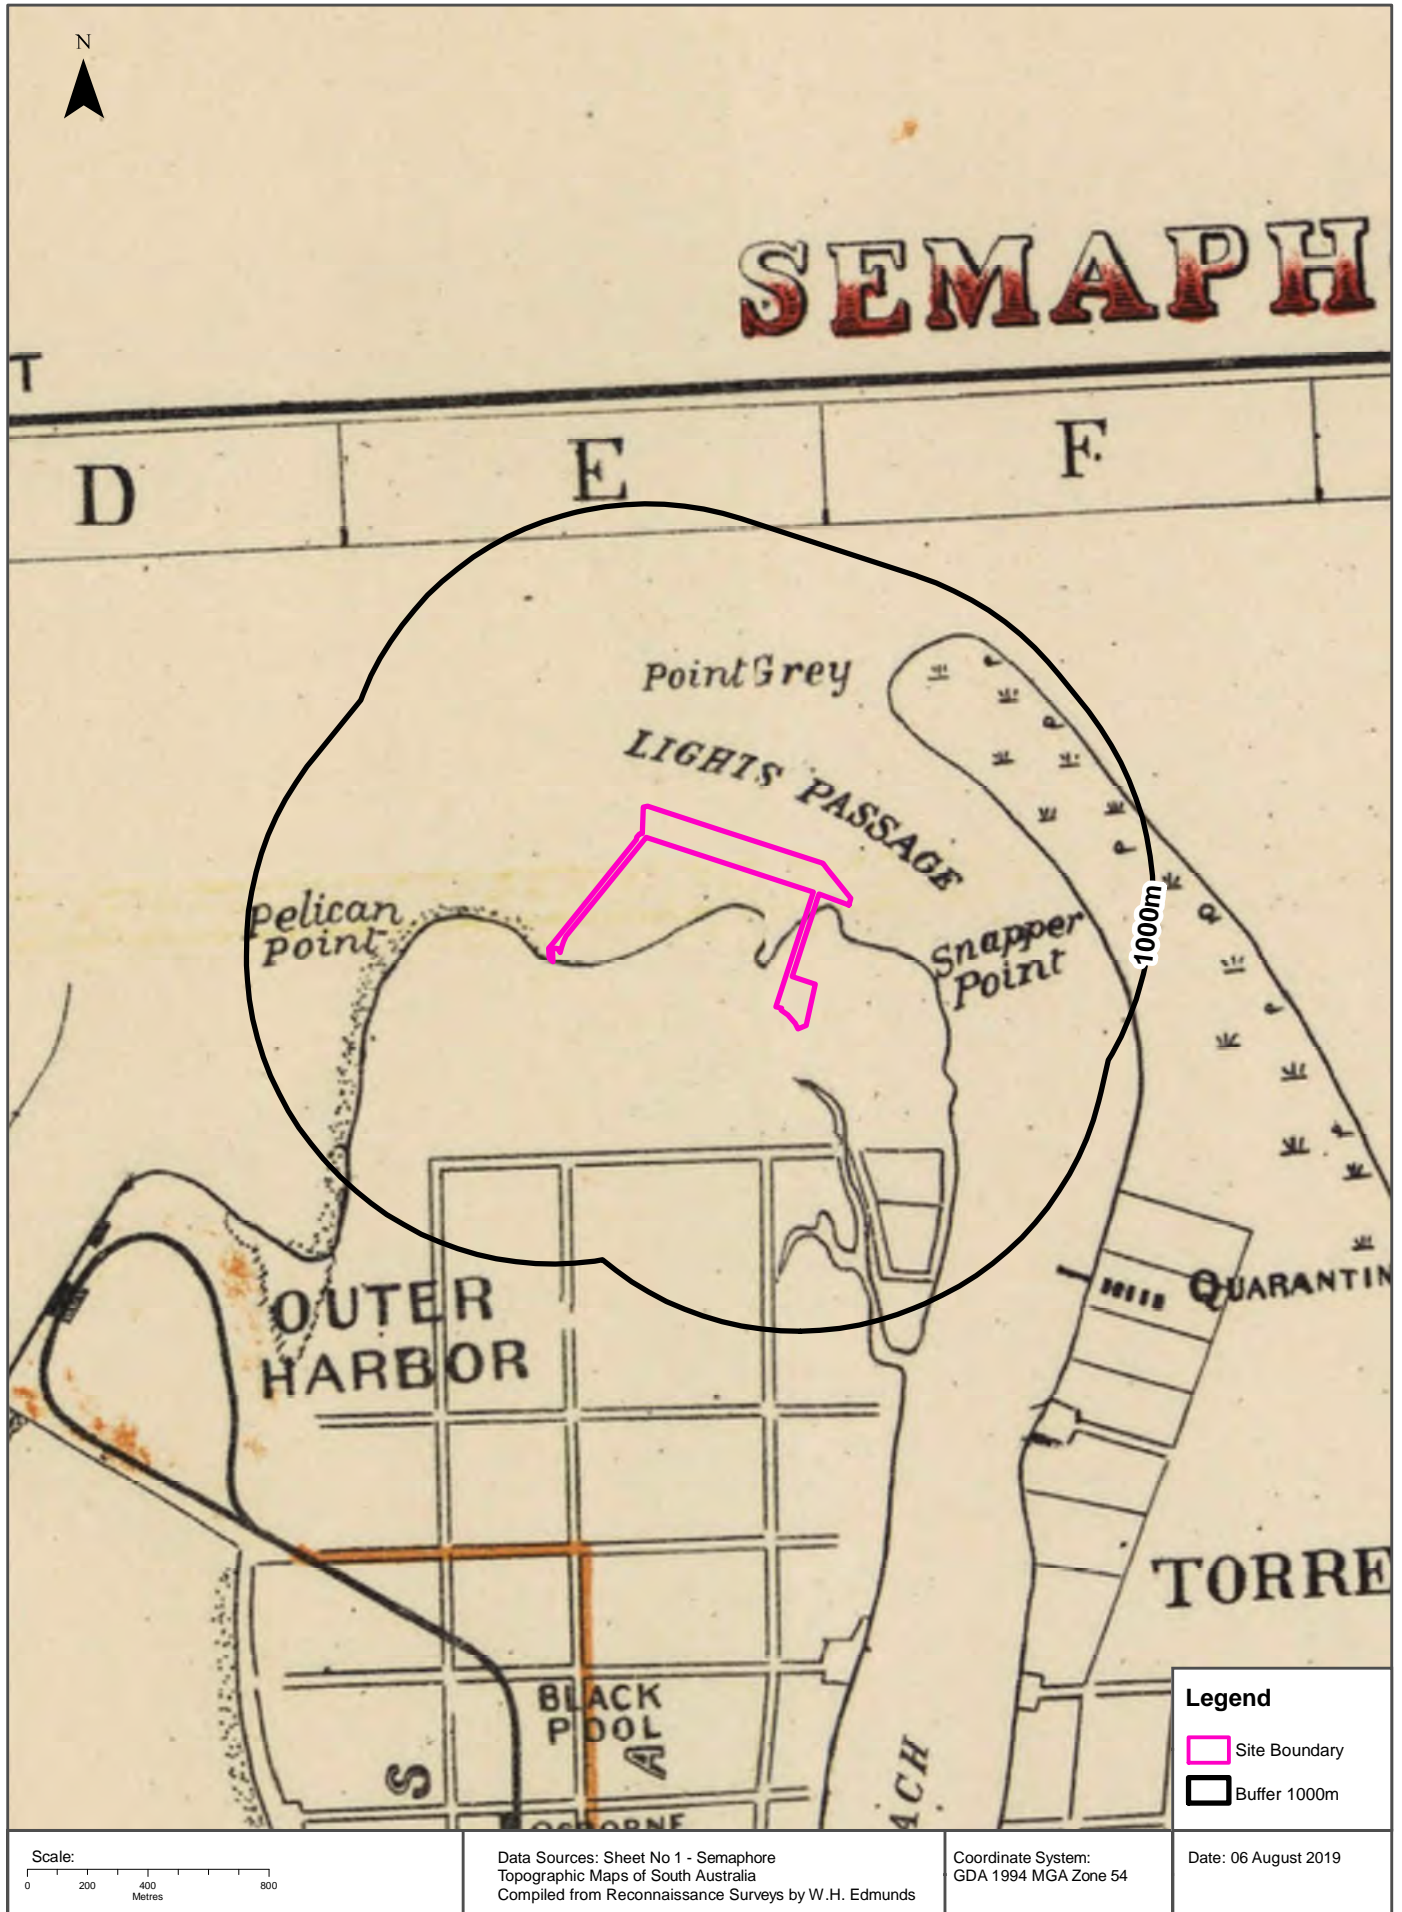 N
SEMAPH
T
D
E
F.
Point Grey
LIGHTS PASSAGE
Pelican
Point
Snapper
Point
1000m
OUTER
HARBOR
QUARANTIN
TORRE
BLACK
POOL
S
A
ACH
OSBORNE
Legend
Site Boundary
Buffer 1000m
Scale:
0 200 400 800
Metres
Data Sources: Sheet No 1 - Semaphore
Topographic Maps of South Australia
Compiled from Reconnaissance Surveys by W.H. Edmunds
Coordinate System:
GDA 1994 MGA Zone 54
Date: 06 August 2019